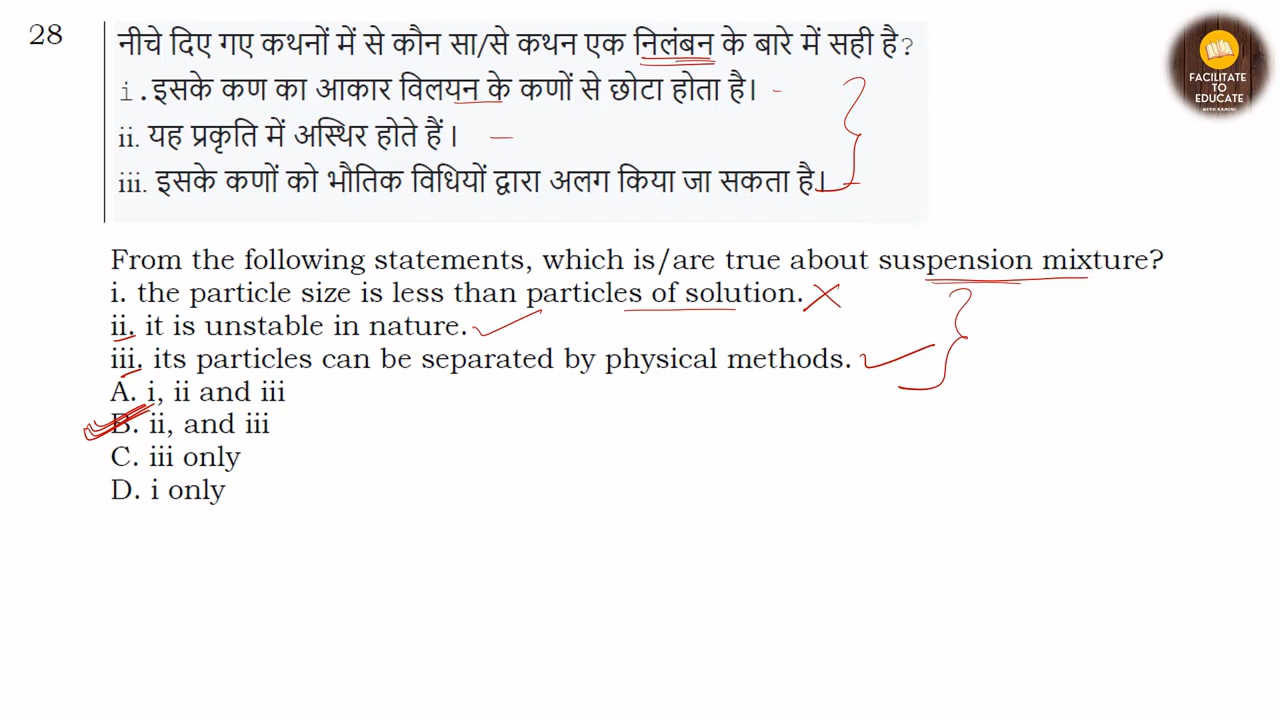 28
नीचे दिए गए कथनों में से कौन सा/से कथन एक निलंबन के बारे में सही है?
i. इसके कण का आकार विलयन के कणों से छोटा होता है।
ii. यह प्रकृति में अस्थिर होते हैं।
iii. इसके कणों को भौतिक विधियों द्वारा अलग किया जा सकता है।
FACILITATE
TO
EDUCATE
From the following statements, which is/are true about suspension mixture?
i. the particle size is less than particles of solution.
ii. it is unstable in nature.
iii. its particles can be separated by physical methods.
A. i, ii and iii
B. ii, and iii
C. iii only
D. i only